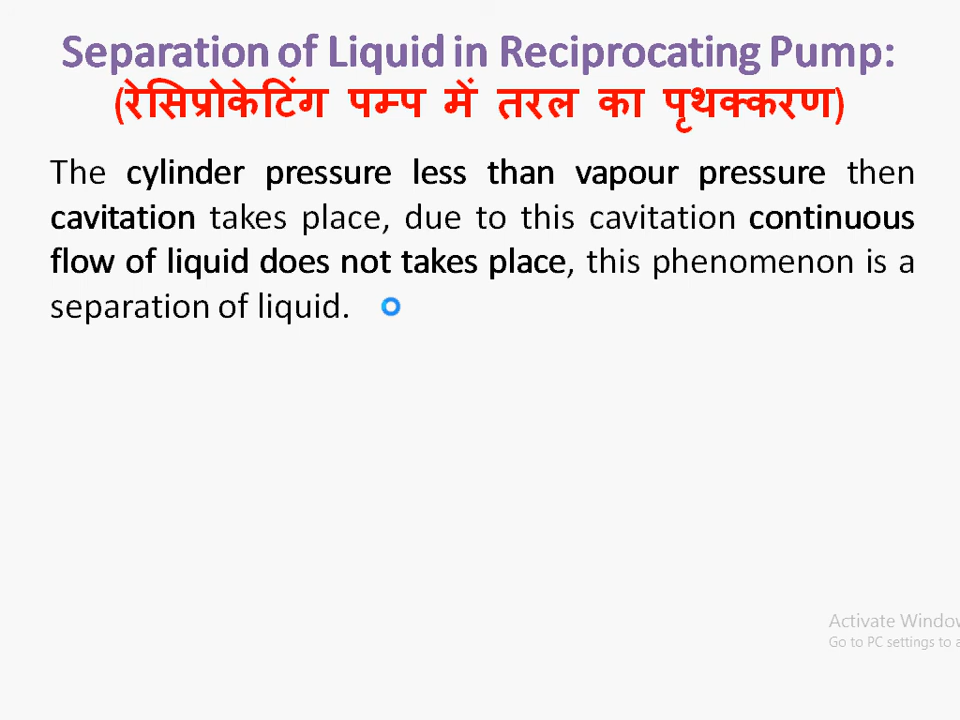 Separation of Liquid in Reciprocating Pump:
(रेसिप्रोकेटिंग पम्प में तरल का पृथक्करण)
The cylinder pressure less than vapour pressure then
cavitation takes place, due to this cavitation continuous
flow of liquid does not takes place, this phenomenon is a
separation of liquid.
Activate Window
Go to PC settings to a